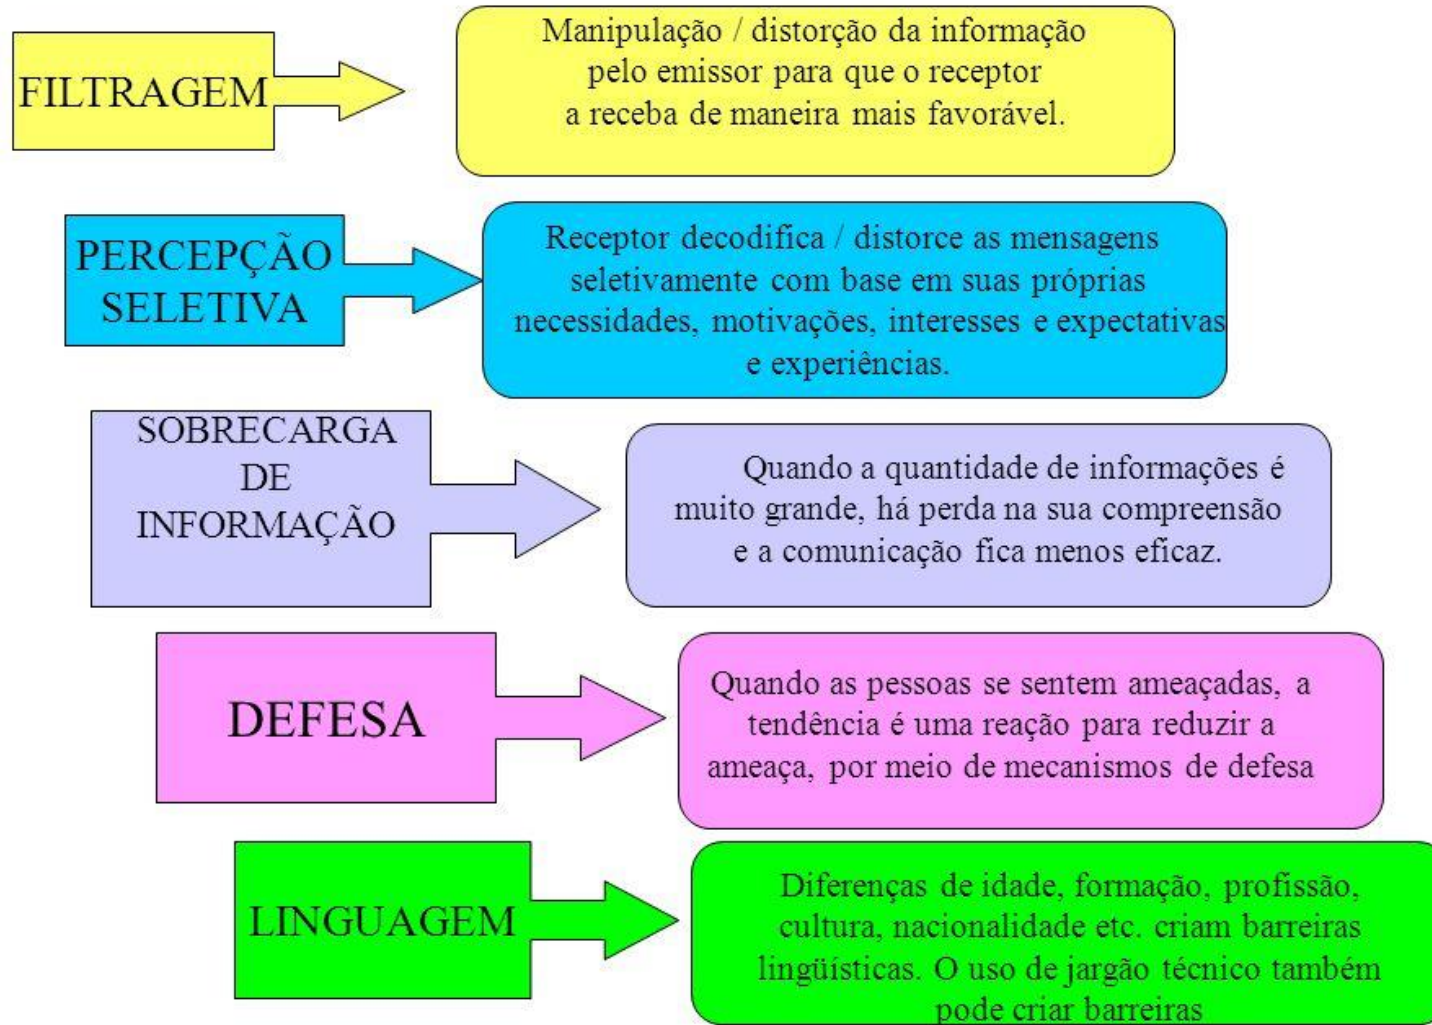 FILTRAGEM
Manipulação / distorção da informação
pelo emissor para que o receptor
a receba de maneira mais favorável.
PERCEPÇÃO
SELETIVA
Receptor decodifica / distorce as mensagens
seletivamente com base em suas próprias
necessidades, motivações, interesses e expectativas
e experiências.
SOBRECARGA
DE
INFORMAÇÃO
Quando a quantidade de informações é
muito grande, há perda na sua compreensão
e a comunicação fica menos eficaz.
DEFESA
Quando as pessoas se sentem ameaçadas, a
tendência é uma reação para reduzir a
ameaça, por meio de mecanismos de defesa
LINGUAGEM
Diferenças de idade, formação, profissão,
cultura, nacionalidade etc. criam barreiras
lingüísticas. O uso de jargão técnico também
pode criar barreiras